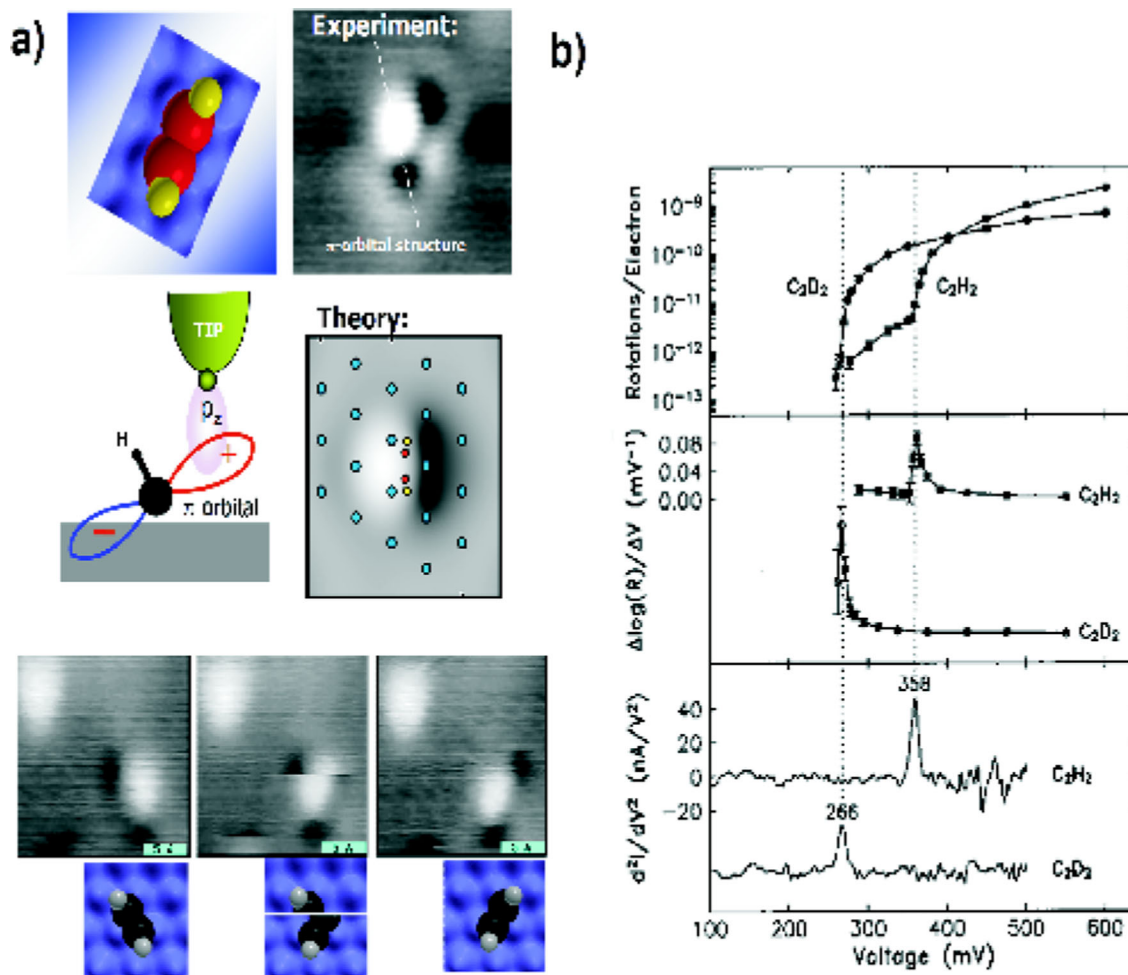 a)
Experiment:
π-orbital structure
TIP
Pz
H
+
π orbital
−
Theory:
5 Å
b)
Rotations/Electron
10⁻⁹
10⁻¹⁰
10⁻¹¹
10⁻¹²
10⁻¹³
C₂D₂
C₂H₂
Δlog(R)/ΔV (mV⁻¹)
0.08
0.04
0.00
C₂H₂
C₂D₂
d²I/dV² (nA/V²)
40
20
0
−20
358
C₂H₂
266
C₂D₂
100 200 300 400 500 600
Voltage (mV)